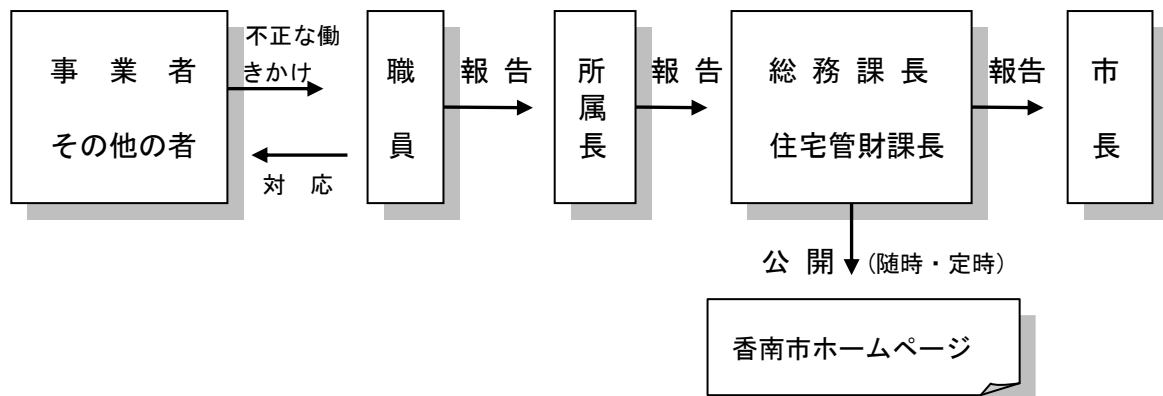 事業者
その他の者
不正な働
きかけ
対応
職員
報告
所属長
報告
総務課長
住宅管財課長
報告
市長
公開 (随時・定時)
香南市ホームページ